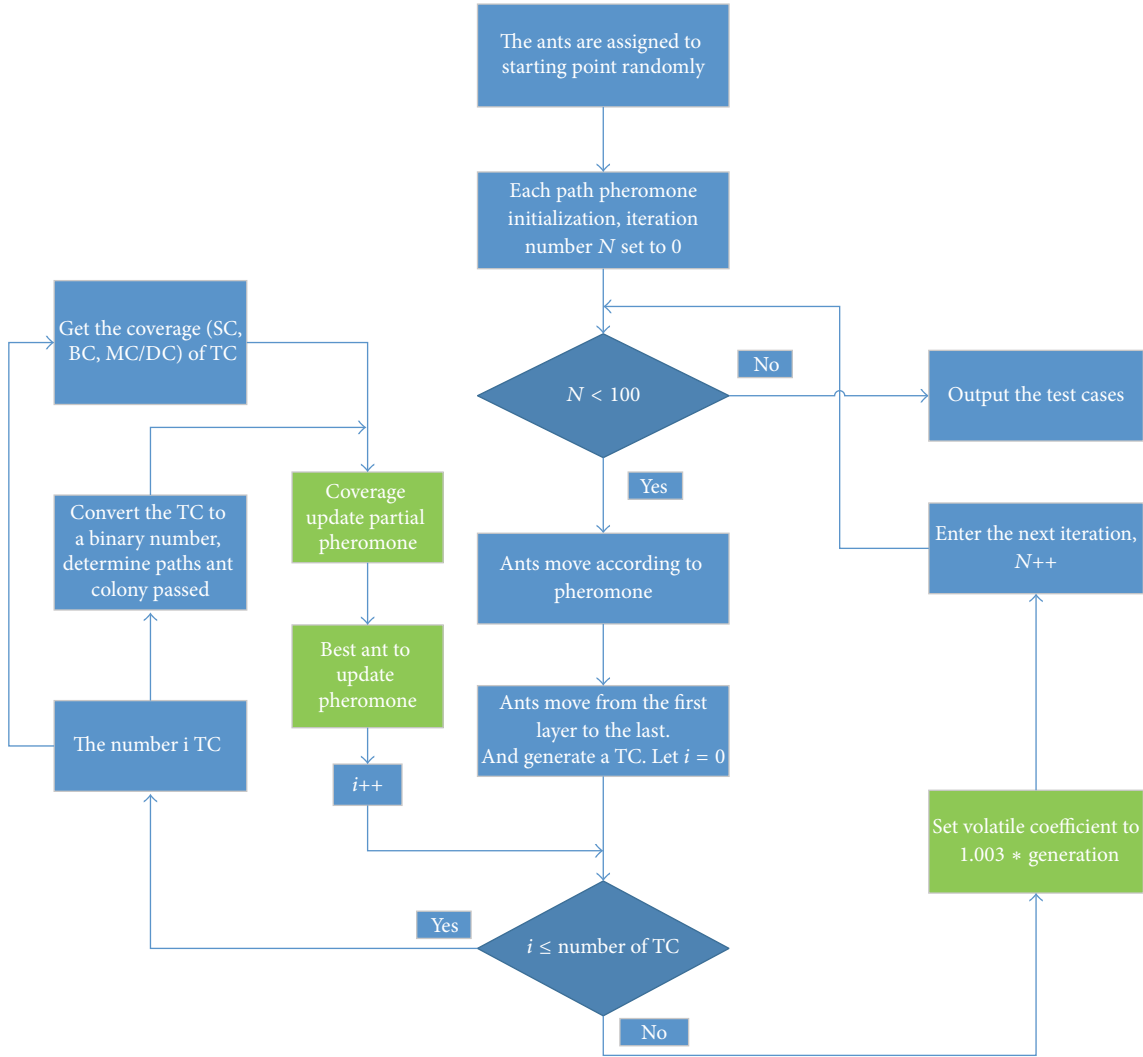 The ants are assigned to
starting point randomly
Each path pheromone
initialization, iteration
number N set to 0
Get the coverage (SC,
BC, MC/DC) of TC
N < 100
No
Output the test cases
Yes
Coverage
update partial
pheromone
Convert the TC to
a binary number,
determine paths ant
colony passed
Ants move according to
pheromone
Enter the next iteration,
N++
Best ant to
update
pheromone
Ants move from the first
layer to the last.
And generate a TC. Let i = 0
The number i TC
i++
Set volatile coefficient to
1.003 * generation
Yes
i ≤ number of TC
No